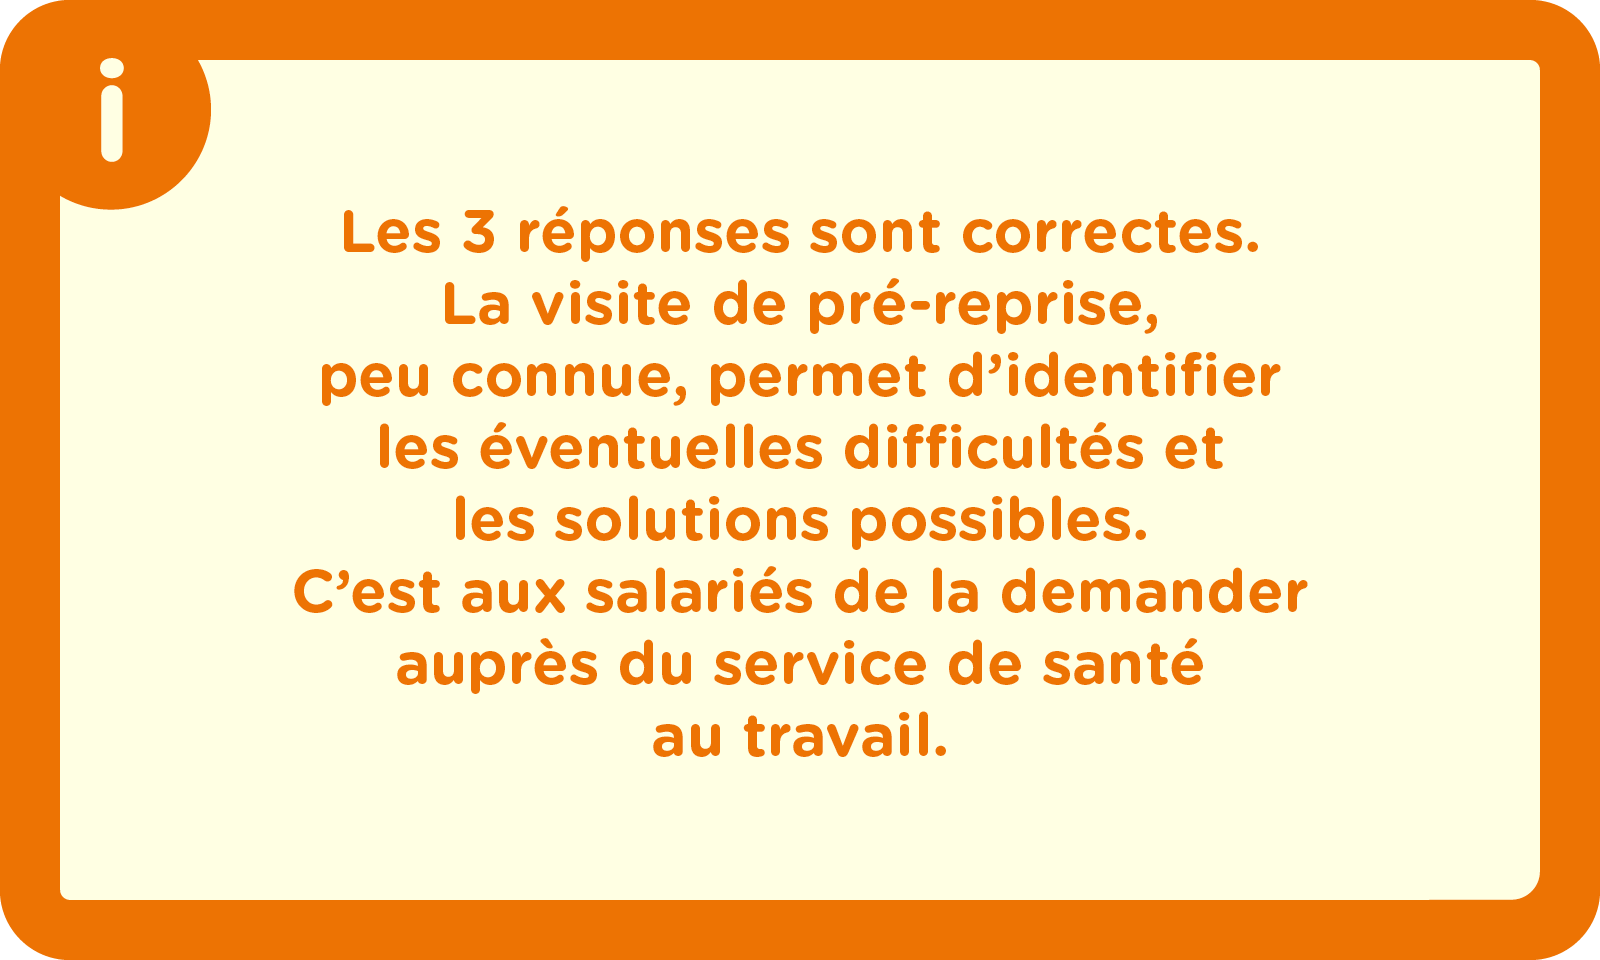 i
Les 3 réponses sont correctes.
La visite de pré-reprise,
peu connue, permet d’identifier
les éventuelles difficultés et
les solutions possibles.
C’est aux salariés de la demander
auprès du service de santé
au travail.